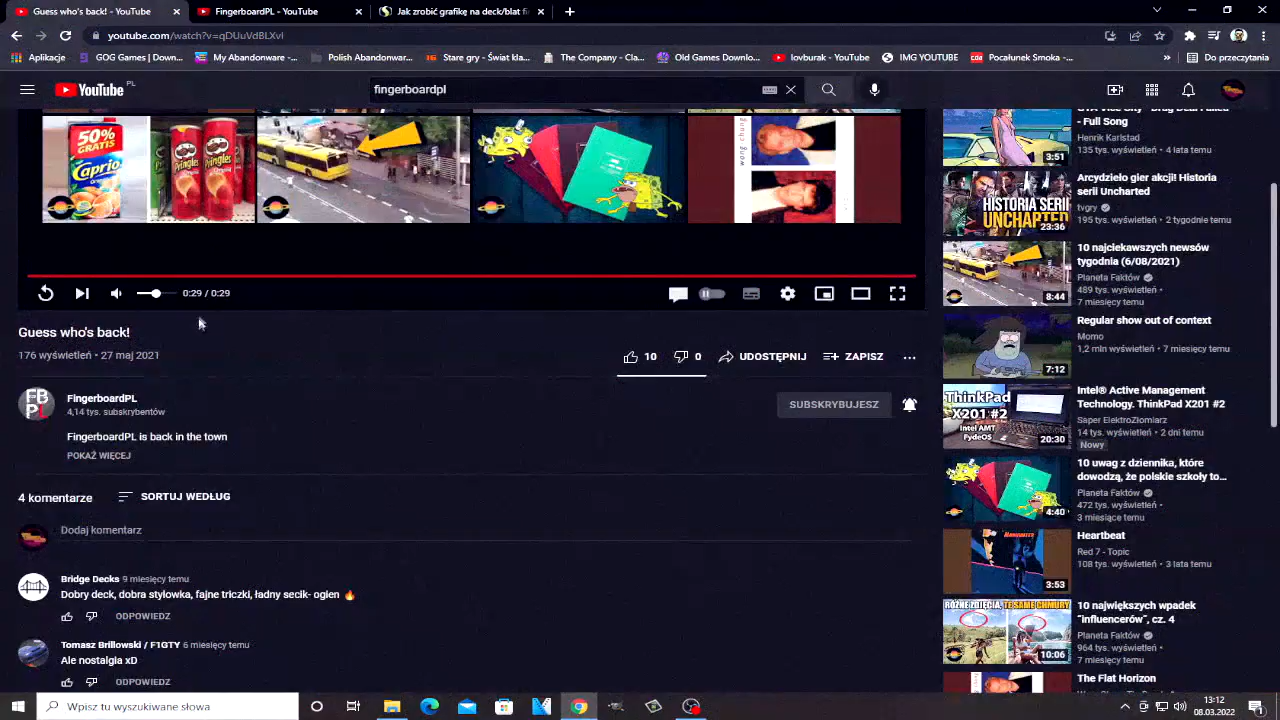 Guess who's back! - YouTube
FingerboardPL - YouTube
Jak zrobić grafikę na deck/blat fi
youtube.com/watch?v=qDUuVdBLXvI
Aplikacje
GOG Games | Down...
My Abandonware -...
Polish Abandonwar...
Stare gry - Świat kla...
The Company - Cla...
Old Games Downlo...
lovburak - YouTube
IMG YOUTUBE
Pocałunek Smoka -...
Do przeczytania
YouTube PL
fingerboardpl
50% GRATIS
Caprio
Pringles
Pringles
wong chung
0:29 / 0:29
Guess who's back!
176 wyświetleń • 27 maj 2021
10
0
UDOSTĘPNIJ
ZAPISZ
FBPL
FingerboardPL
4,14 tys. subskrybentów
SUBSKRYBUJESZ
FingerboardPL is back in the town
POKAŻ WIĘCEJ
4 komentarze
SORTUJ WEDŁUG
Dodaj komentarz
Bridge Decks 9 miesięcy temu
Dobry deck, dobra stylowka, fajne triczki, ładny secik- ogień 🔥
ODPOWIEDZ
Tomasz Brillowski / F1GTY 6 miesięcy temu
Ale nostalgia xD
ODPOWIEDZ
- Full Song
Henrik Karlstad
135 tys. wyświetleń • 4 lata temu
3:51
Arcydzieło gier akcji! Historia
serii Uncharted
tvgry
195 tys. wyświetleń • 2 tygodnie temu
HISTORIA SERII
UNCHARTED
23:36
10 najciekawszych newsów
tygodnia (6/08/2021)
Planeta Faktów
489 tys. wyświetleń •
7 miesięcy temu
8:44
Regular show out of context
Momo
1,2 mln wyświetleń • 7 miesięcy temu
7:12
Intel® Active Management
Technology. ThinkPad X201 #2
Saper ElektroZłomiarz
14 tys. wyświetleń • 2 dni temu
Nowy
ThinkPad
X201 #2
Intel AMT
FydeOS
20:30
10 uwag z dziennika, które
dowodzą, że polskie szkoły to...
Planeta Faktów
472 tys. wyświetleń •
3 miesiące temu
4:40
Heartbeat
Red 7 - Topic
108 tys. wyświetleń • 3 lata temu
MANHUNTER
3:53
10 największych wpadek
"influencerów", cz. 4
Planeta Faktów
964 tys. wyświetleń •
7 miesięcy temu
RÓŻNE ZDJĘCIA, TE SAME CHMURY
10:06
The Flat Horizon
Wpisz tu wyszukiwane słowa
13:12
08.03.2022